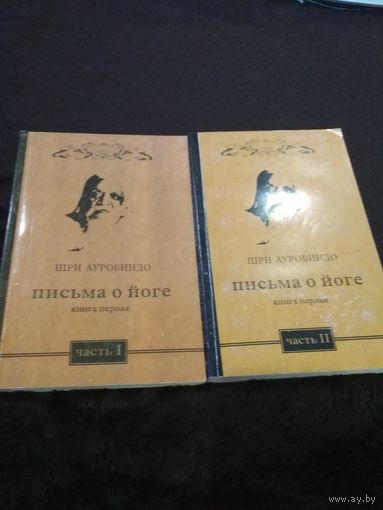 ШРИ АУРОБИНДО
ПИСЬМА О ЙОГЕ
книга первая
часть I
ШРИ АУРОБИНДО
ПИСЬМА О ЙОГЕ
книга первая
часть II
www.ay.by